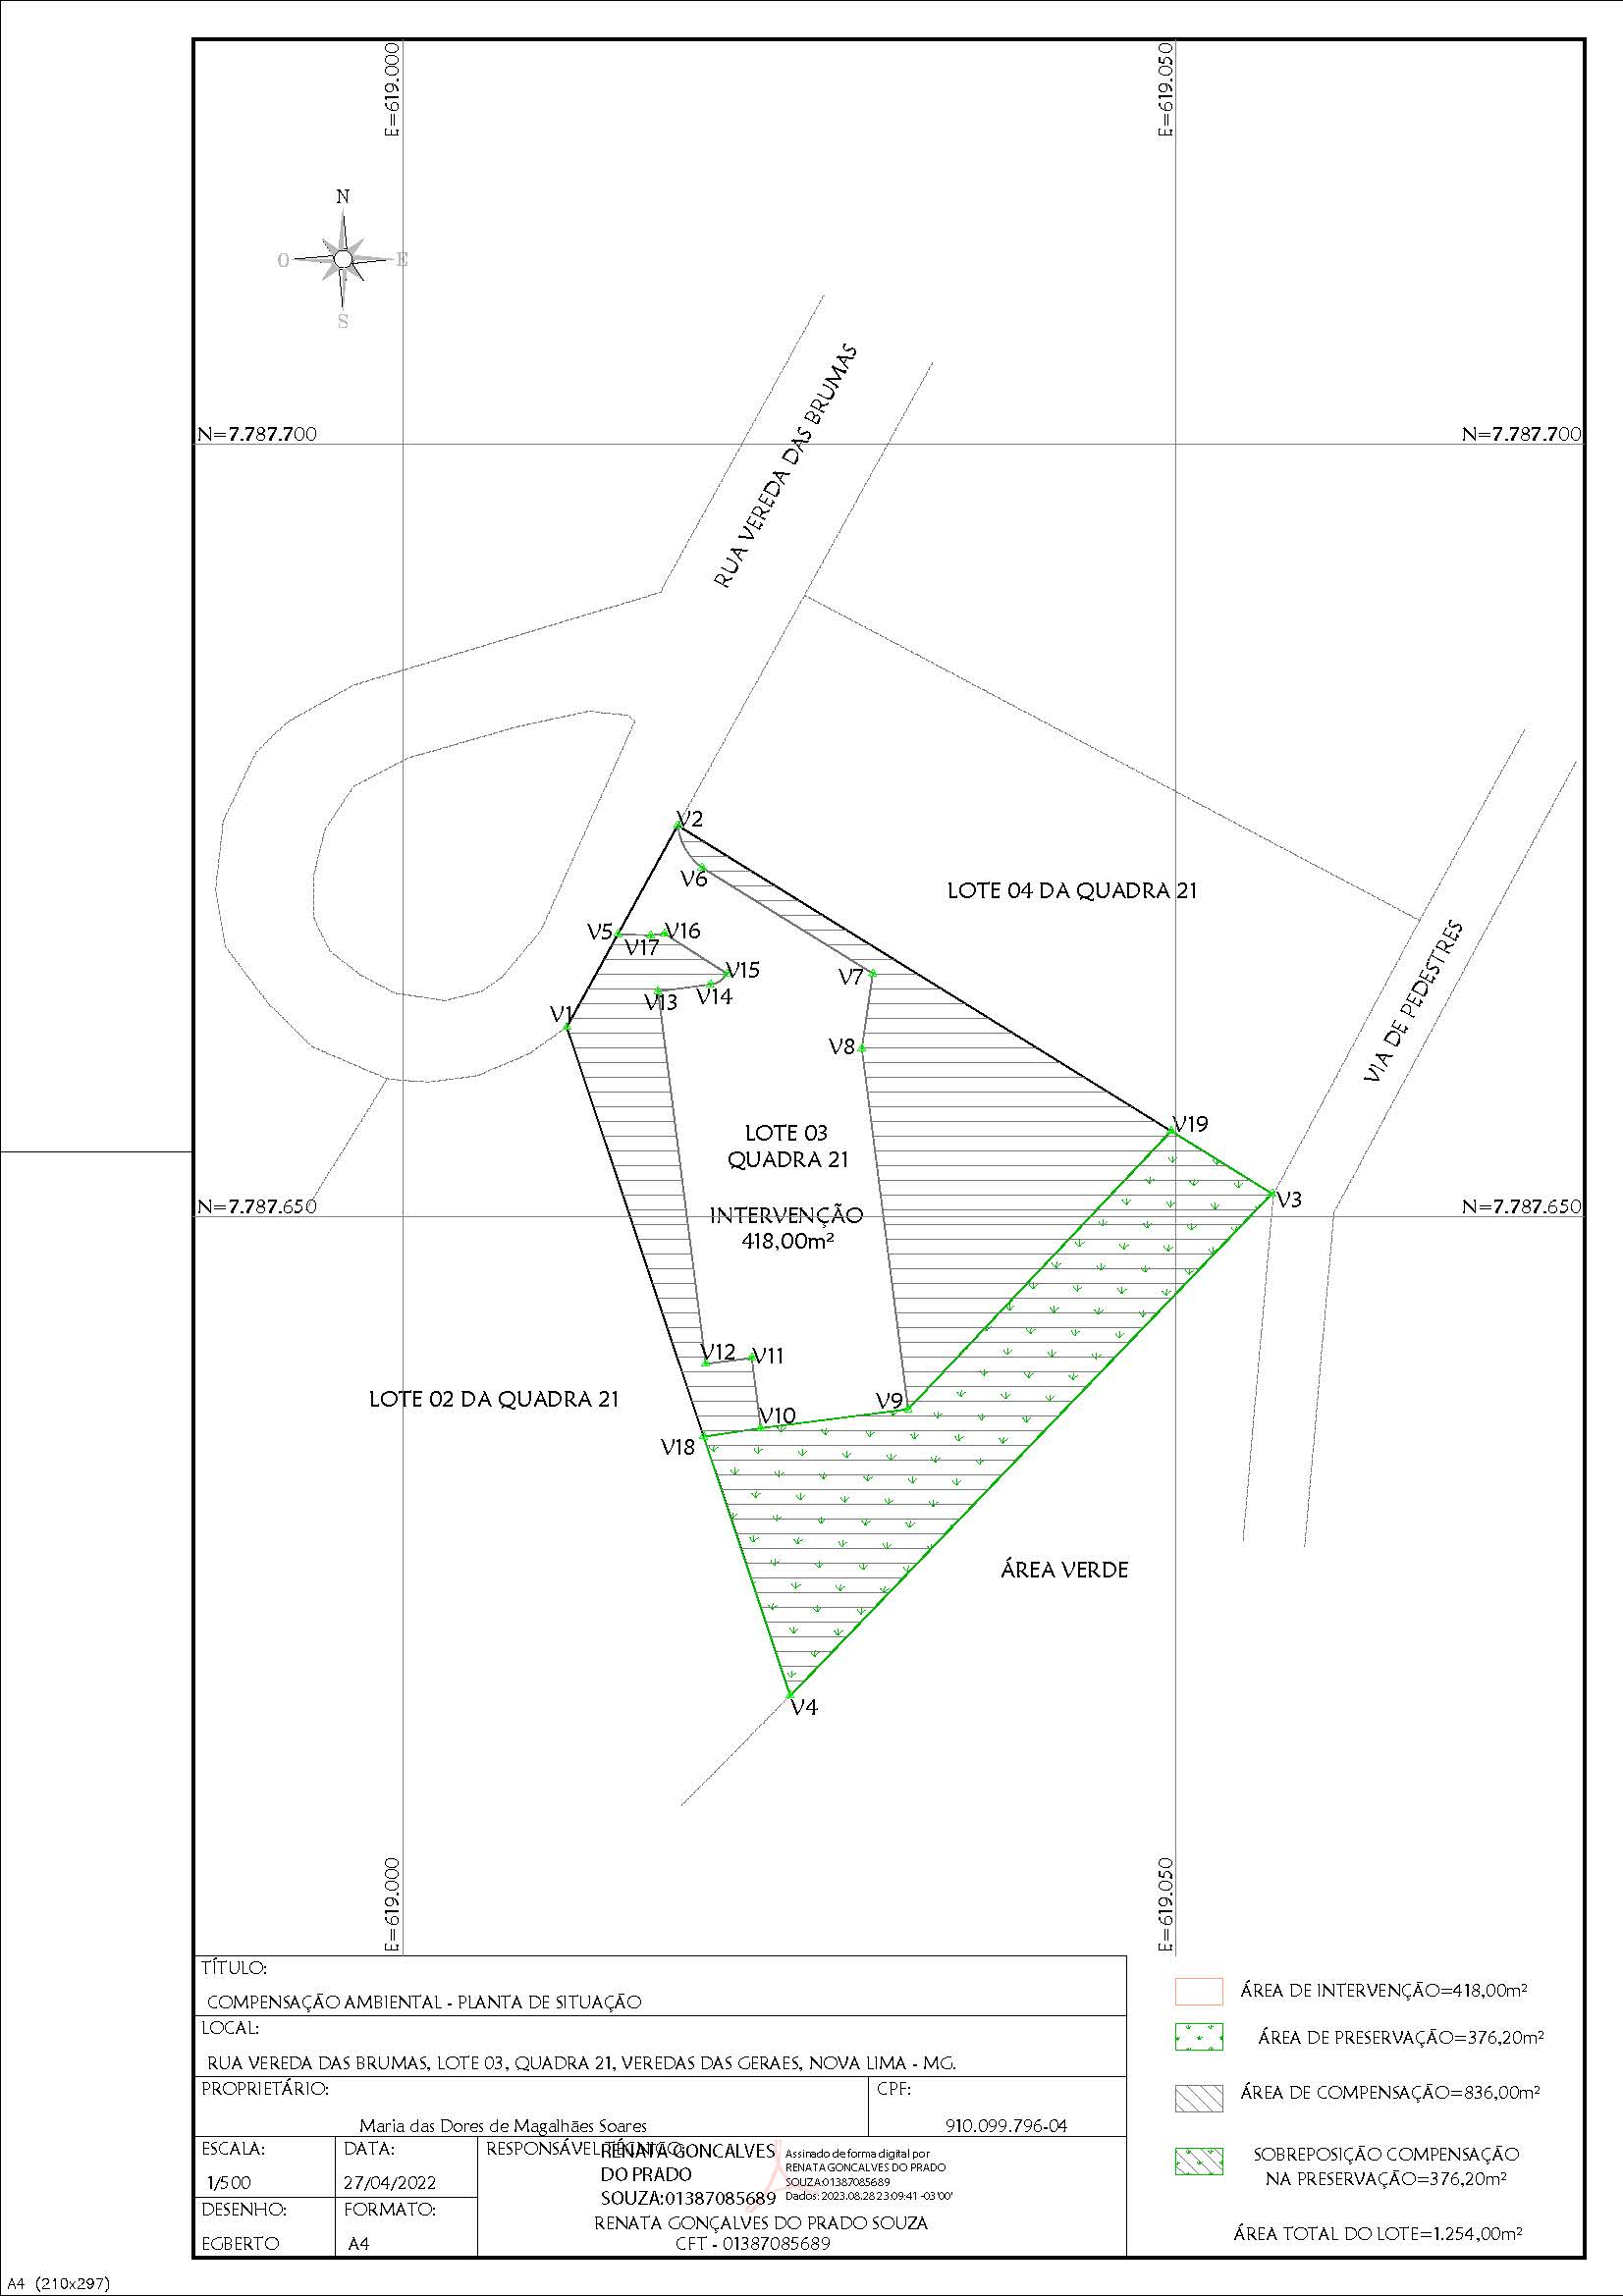 E=619.000
E=619.050
N
O
E
S
RUA VEREDA DAS BRUMAS
N=7.787.700
N=7.787.700
V2
V6
LOTE 04 DA QUADRA 21
V5
V17
V16
V15
V7
V13
V14
V1
V8
VIA DE PEDESTRES
V19
LOTE 03
QUADRA 21
V3
N=7.787.650
N=7.787.650
INTERVENÇÃO
418,00m²
V12
V11
LOTE 02 DA QUADRA 21
V9
V10
V18
ÁREA VERDE
V4
E=619.000
E=619.050
TÍTULO:
COMPENSAÇÃO AMBIENTAL - PLANTA DE SITUAÇÃO
LOCAL:
RUA VEREDA DAS BRUMAS, LOTE 03, QUADRA 21, VEREDAS DAS GERAES, NOVA LIMA - MG.
PROPRIETÁRIO:
CPF:
Maria das Dores de Magalhães Soares
910.099.796-04
ESCALA:
1/500
DATA:
27/04/2022
DESENHO:
EGBERTO
FORMATO:
A4
RESPONSÁVEL TÉCNICO:
RENATA GONCALVES
DO PRADO
SOUZA:01387085689
Assinado de forma digital por
RENATA GONCALVES DO PRADO
SOUZA:01387085689
Dados: 2023.08.28 23:09:41 -03'00'
RENATA GONÇALVES DO PRADO SOUZA
CFT - 01387085689
ÁREA DE INTERVENÇÃO=418,00m²
ÁREA DE PRESERVAÇÃO=376,20m²
ÁREA DE COMPENSAÇÃO=836,00m²
SOBREPOSIÇÃO COMPENSAÇÃO
NA PRESERVAÇÃO=376,20m²
ÁREA TOTAL DO LOTE=1.254,00m²
A4 (210x297)